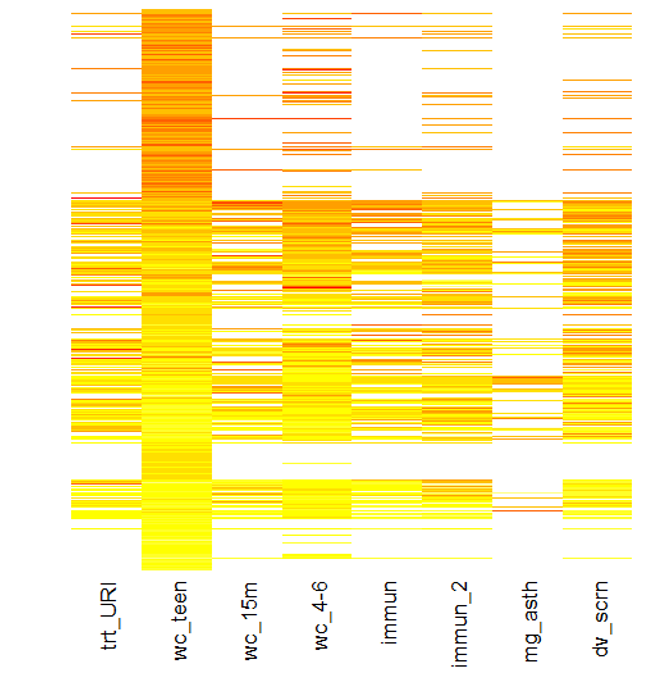 trt_URI
wc_teen
wc_15m
wc_4-6
immun
immun_2
mg_asth
dv_scrn